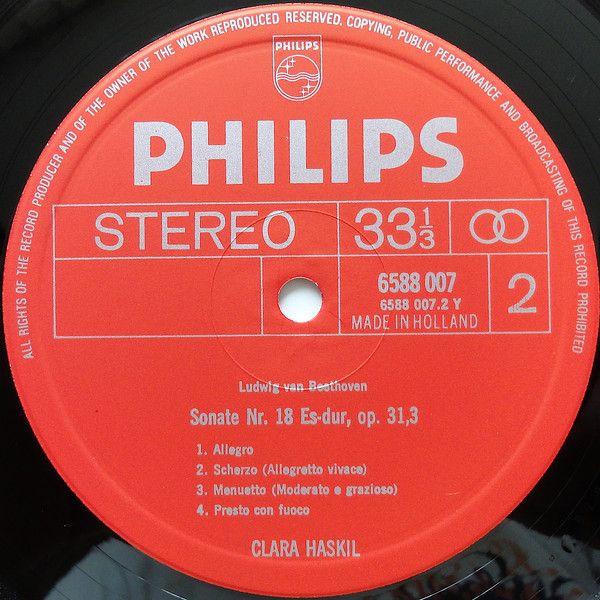 ALL RIGHTS OF THE RECORD PRODUCER AND OF THE OWNER OF THE WORK REPRODUCED RESERVED. COPYING, PUBLIC PERFORMANCE AND BROADCASTING OF THIS RECORD PROHIBITED
PHILIPS
PHILIPS
STEREO 33 1/3
6588 007
6588 007.2 Y
MADE IN HOLLAND
2
Ludwig van Beethoven
Sonate Nr. 18 Es-dur, op. 31,3
1. Allegro
2. Scherzo (Allegretto vivace)
3. Menuetto (Moderato e grazioso)
4. Presto con fuoco
CLARA HASKIL